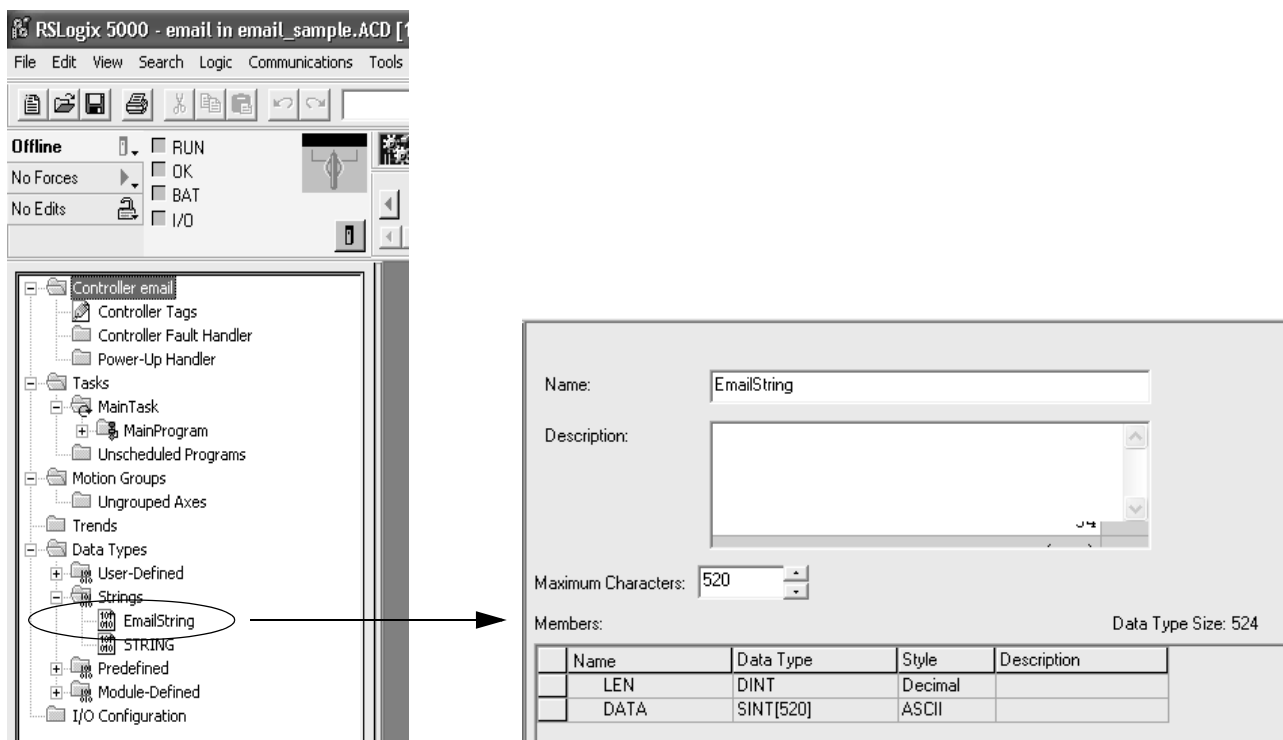 RSLogix 5000 - email in email_sample.ACD [1
File Edit View Search Logic Communications Tools
Offline
RUN
No Forces
OK
BAT
No Edits
I/O
Controller email
Controller Tags
Controller Fault Handler
Power-Up Handler
Tasks
MainTask
MainProgram
Unscheduled Programs
Motion Groups
Ungrouped Axes
Trends
Data Types
User-Defined
Strings
EmailString
STRING
Predefined
Module-Defined
I/O Configuration
Name: EmailString
Description:
Maximum Characters: 520
Members: Data Type Size: 524
Name Data Type Style Description
LEN DINT Decimal
DATA SINT[520] ASCII